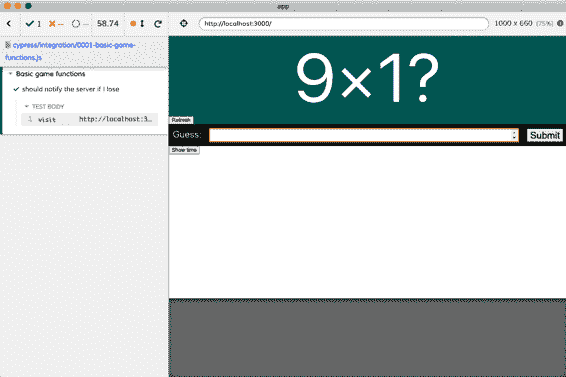 app
1 -- -- 58.74
http://localhost:3000/
1000 x 660 (75%)
cypress/integration/0001-basic-game-
functions.js
Basic game functions
should notify the server if I lose
TEST BODY
1 visit http://localhost:3...
9×1?
Refresh
Guess:
Submit
Show time